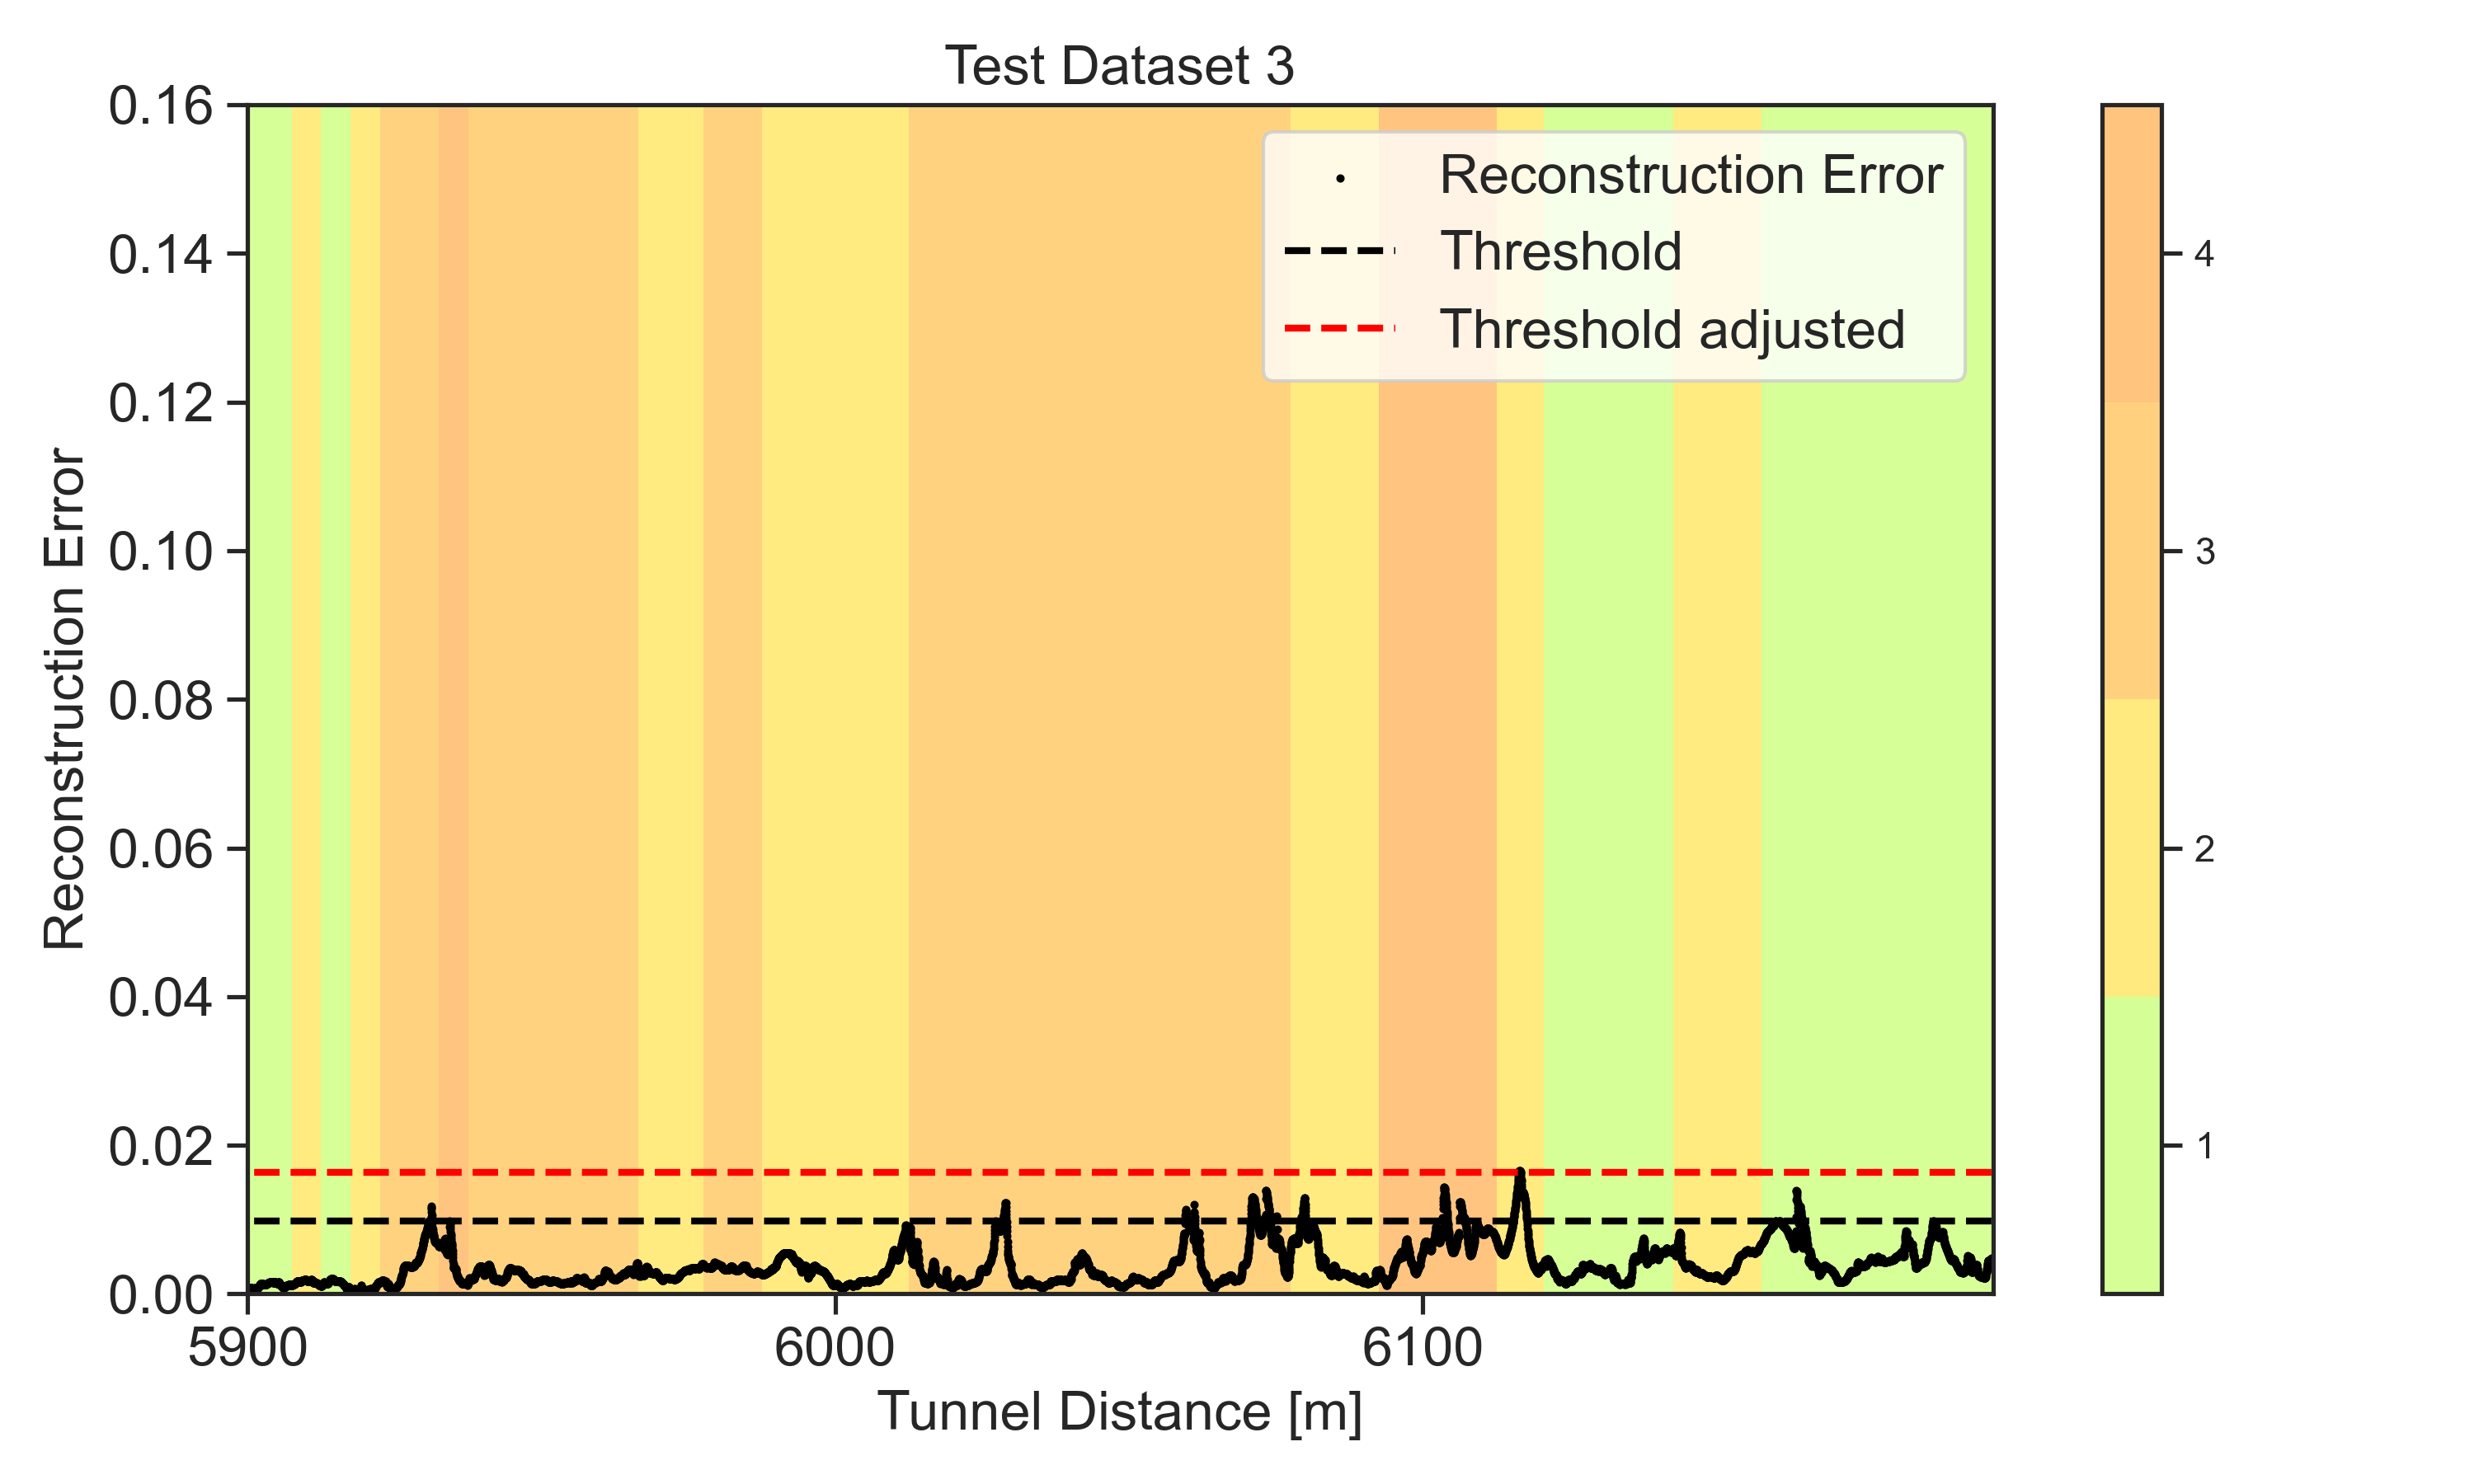 Test Dataset 3
0.16
0.14
0.12
0.10
0.08
0.06
0.04
0.02
0.00
Reconstruction Error
Reconstruction Error
Threshold
Threshold adjusted
4
3
2
1
5900 6000 6100
Tunnel Distance [m]